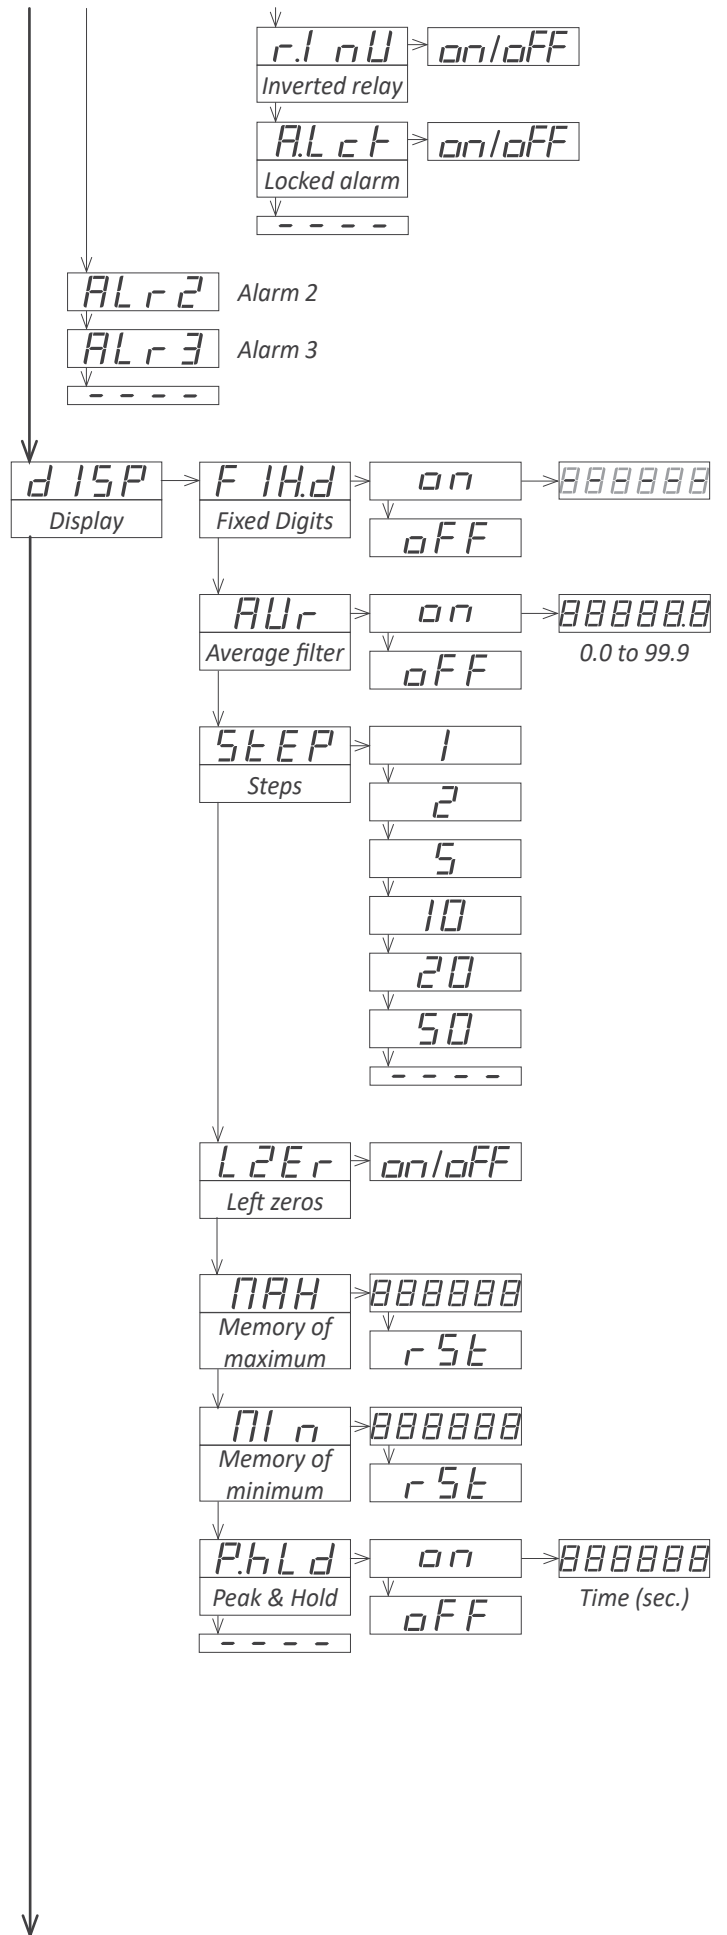 r.InU on/oFF
Inverted relay
A.Lck on/oFF
Locked alarm
- - - -
ALr2 Alarm 2
ALr3 Alarm 3
- - - -
dISP FIH.d on - - - - - -
Display Fixed Digits oFF
AUr on 88888.8
Average filter oFF 0.0 to 99.9
StEP 1
Steps 2
5
10
20
50
- - - -
L2Er on/oFF
Left zeros
MAH 888888
Memory of
maximum rSt
MIn 888888
Memory of
minimum rSt
P.hLd on 888888
Peak & Hold oFF Time (sec.)
- - - -